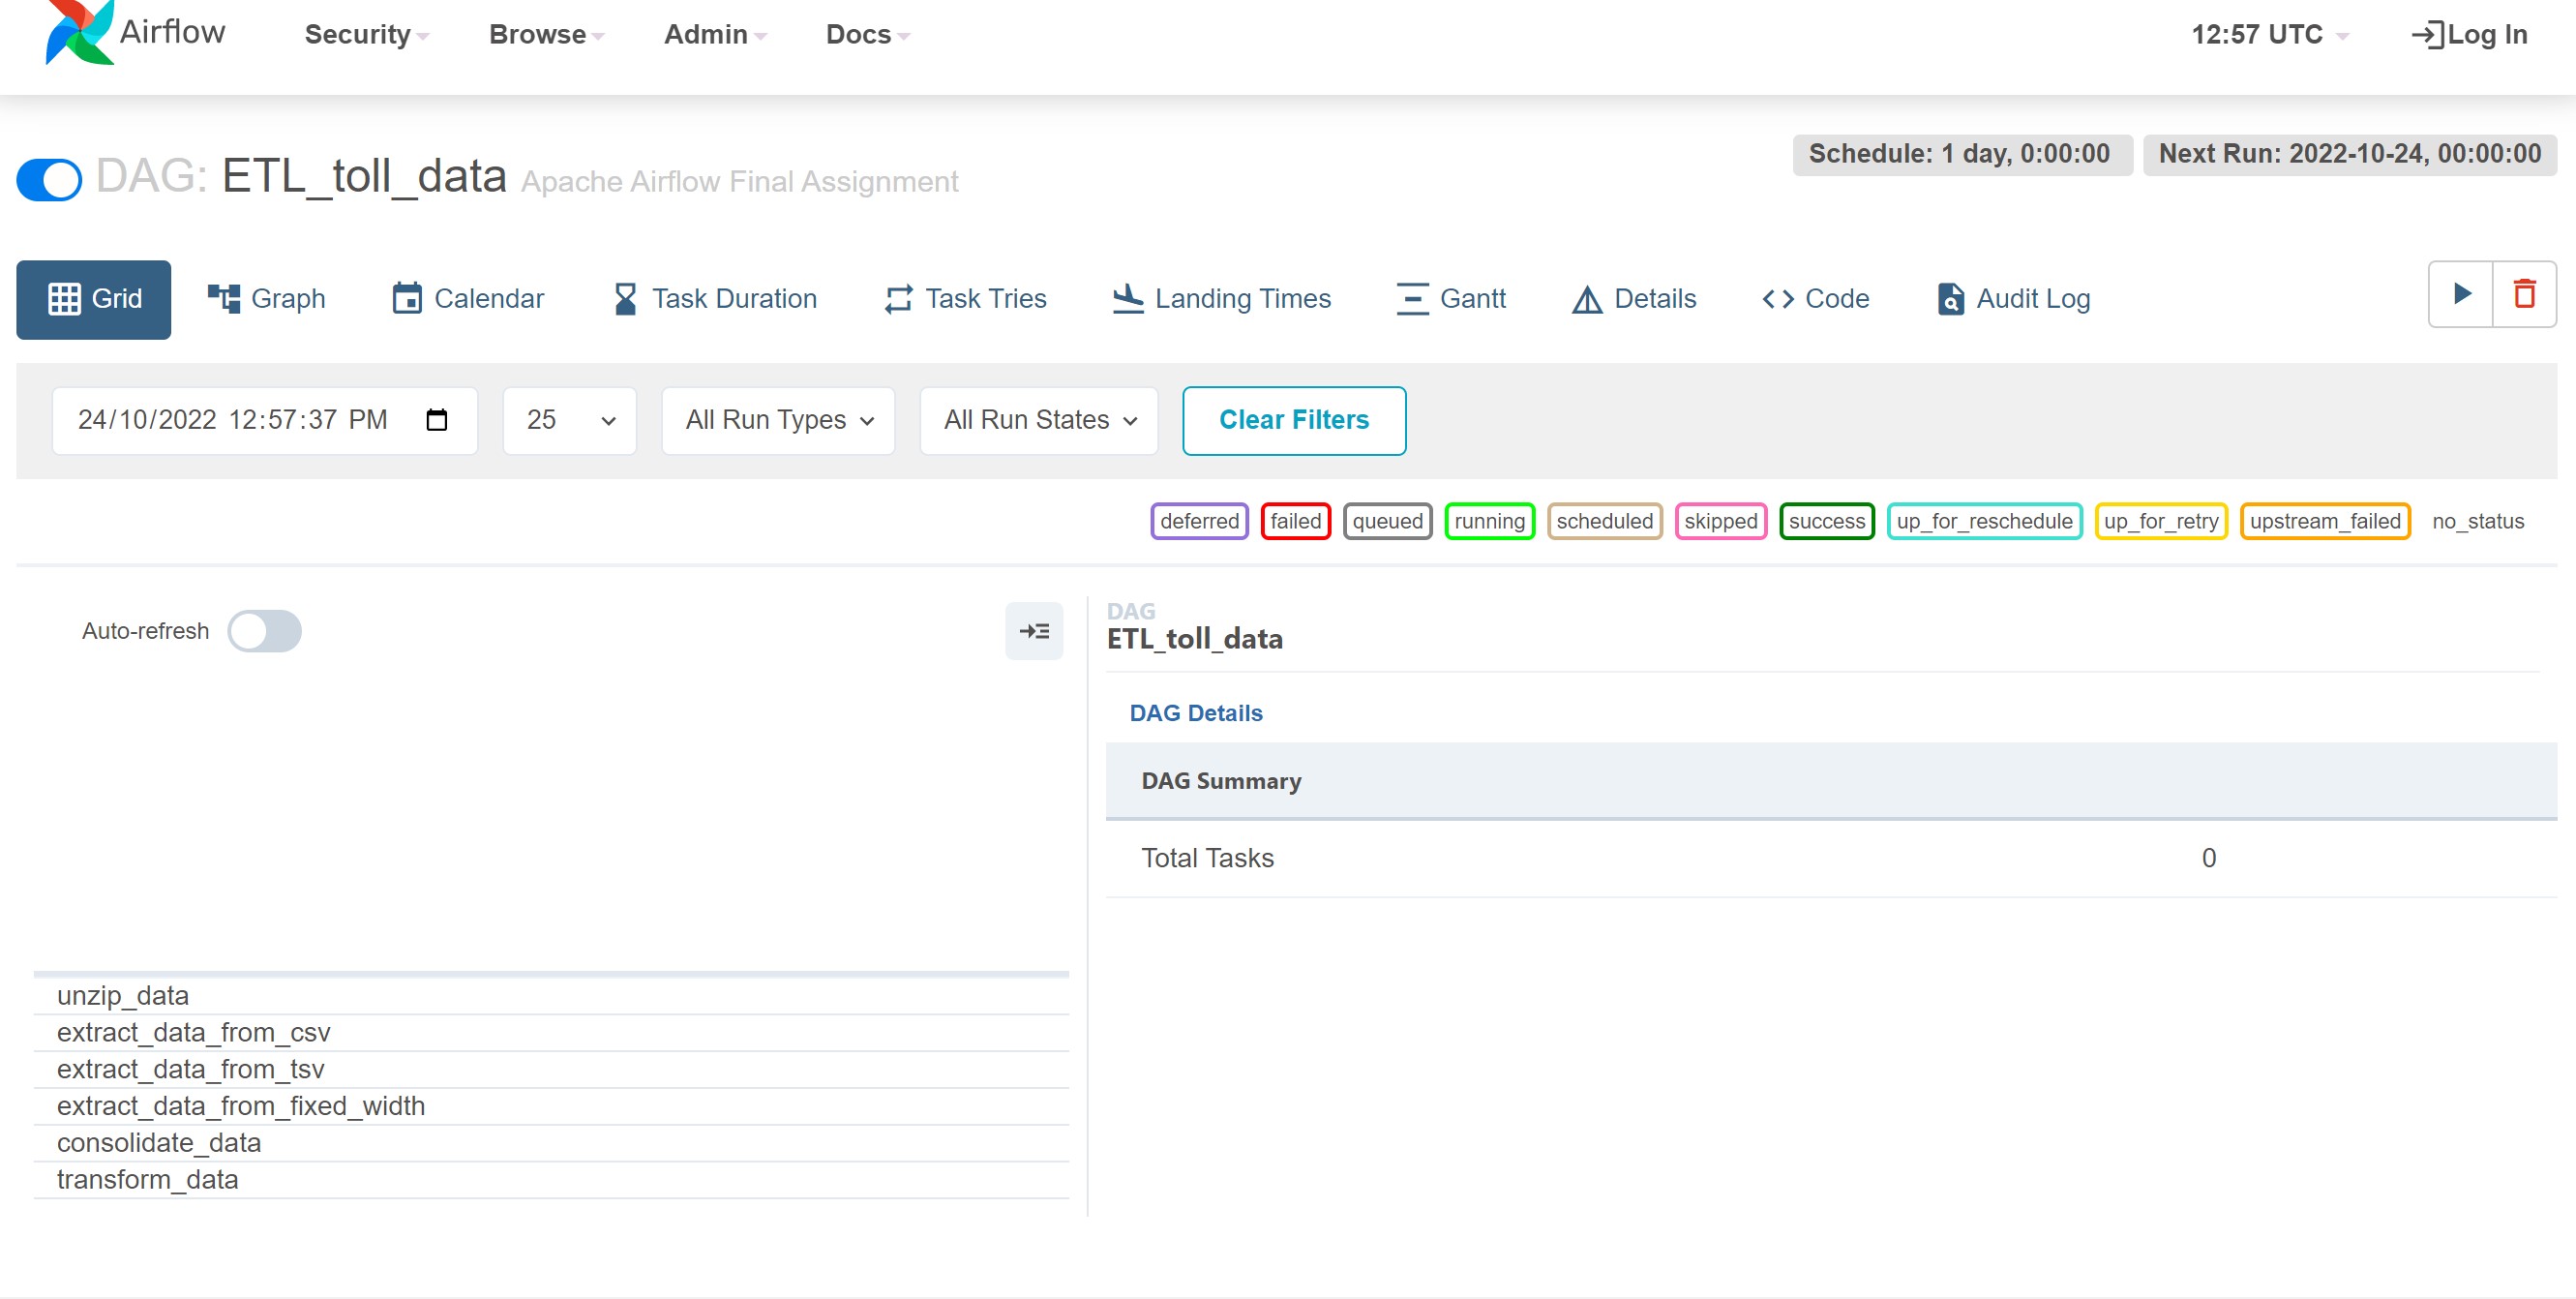 Airflow Security Browse Admin Docs 12:57 UTC Log In
Schedule: 1 day, 0:00:00 Next Run: 2022-10-24, 00:00:00
DAG: ETL_toll_data Apache Airflow Final Assignment
Grid Graph Calendar Task Duration Task Tries Landing Times Gantt Details Code Audit Log
24/10/2022 12:57:37 PM 25 All Run Types All Run States Clear Filters
deferred failed queued running scheduled skipped success up_for_reschedule up_for_retry upstream_failed no_status
Auto-refresh
unzip_data
extract_data_from_csv
extract_data_from_tsv
extract_data_from_fixed_width
consolidate_data
transform_data
DAG
ETL_toll_data
DAG Details
DAG Summary
Total Tasks 0